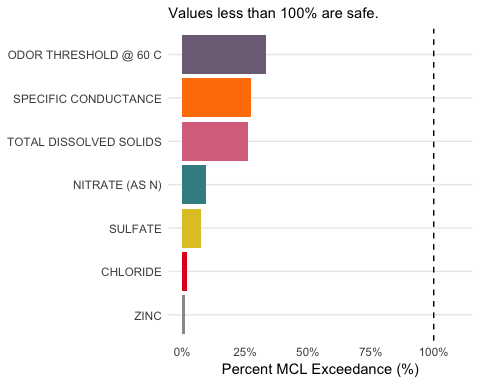 Values less than 100% are safe.
ODOR THRESHOLD @ 60 C
SPECIFIC CONDUCTANCE
TOTAL DISSOLVED SOLIDS
NITRATE (AS N)
SULFATE
CHLORIDE
ZINC
0% 25% 50% 75% 100%
Percent MCL Exceedance (%)